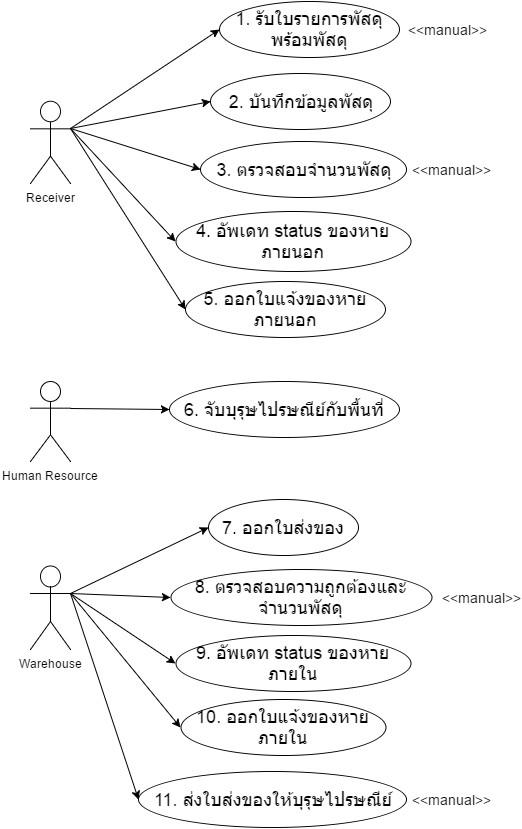 1. รับใบรายการพัสดุ
พร้อมพัสดุ
<<manual>>
2. บันทึกข้อมูลพัสดุ
3. ตรวจสอบจำนวนพัสดุ
<<manual>>
Receiver
4. อัพเดท status ของหาย
ภายนอก
5. ออกใบแจ้งของหาย
ภายนอก
6. จับบุรุษไปรษณีย์กับพื้นที่
Human Resource
7. ออกใบส่งของ
8. ตรวจสอบความถูกต้องและ
จำนวนพัสดุ
<<manual>>
Warehouse
9. อัพเดท status ของหาย
ภายใน
10. ออกใบแจ้งของหาย
ภายใน
11. ส่งใบส่งของให้บุรุษไปรษณีย์
<<manual>>